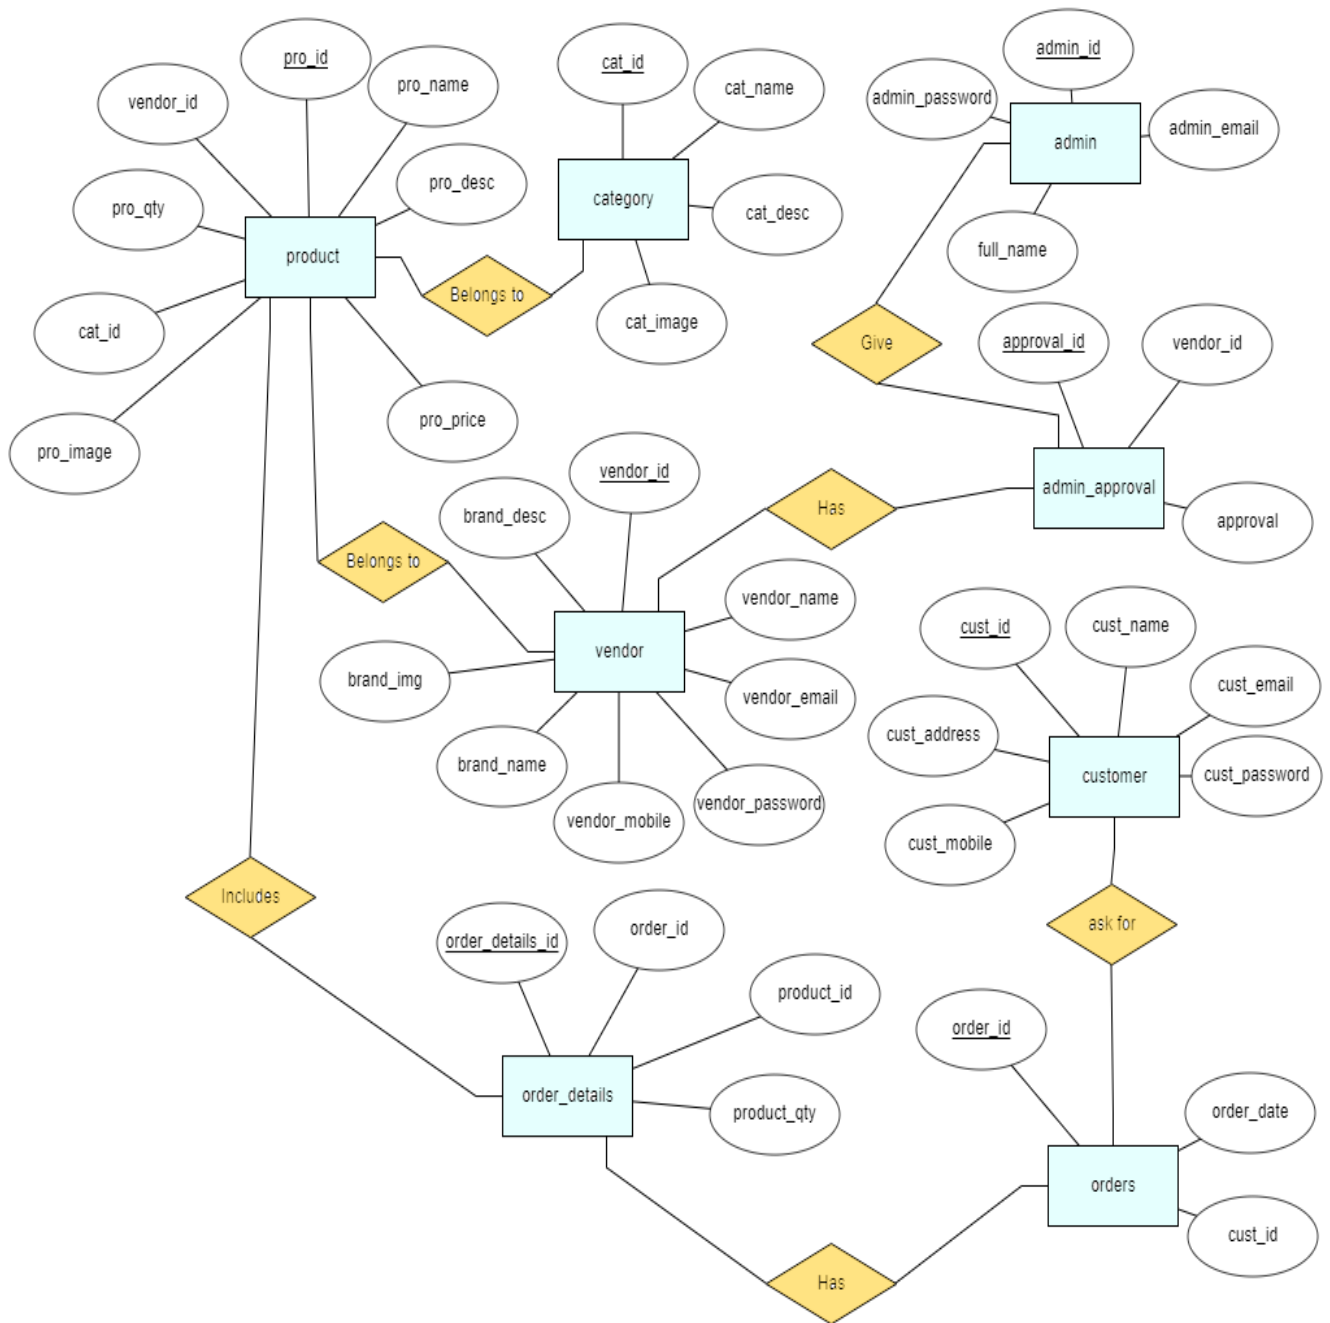 pro_id
pro_name
vendor_id
pro_desc
pro_qty
product
cat_id
pro_image
pro_price
Belongs to
cat_id
cat_name
category
cat_desc
cat_image
admin_id
admin_password
admin_email
admin
full_name
Give
approval_id
vendor_id
admin_approval
approval
Has
Belongs to
vendor_id
brand_desc
vendor_name
vendor
brand_img
vendor_email
brand_name
vendor_mobile
vendor_password
cust_id
cust_name
cust_email
cust_address
customer
cust_password
cust_mobile
ask for
Includes
order_details_id
order_id
product_id
order_details
product_qty
order_id
order_date
orders
cust_id
Has